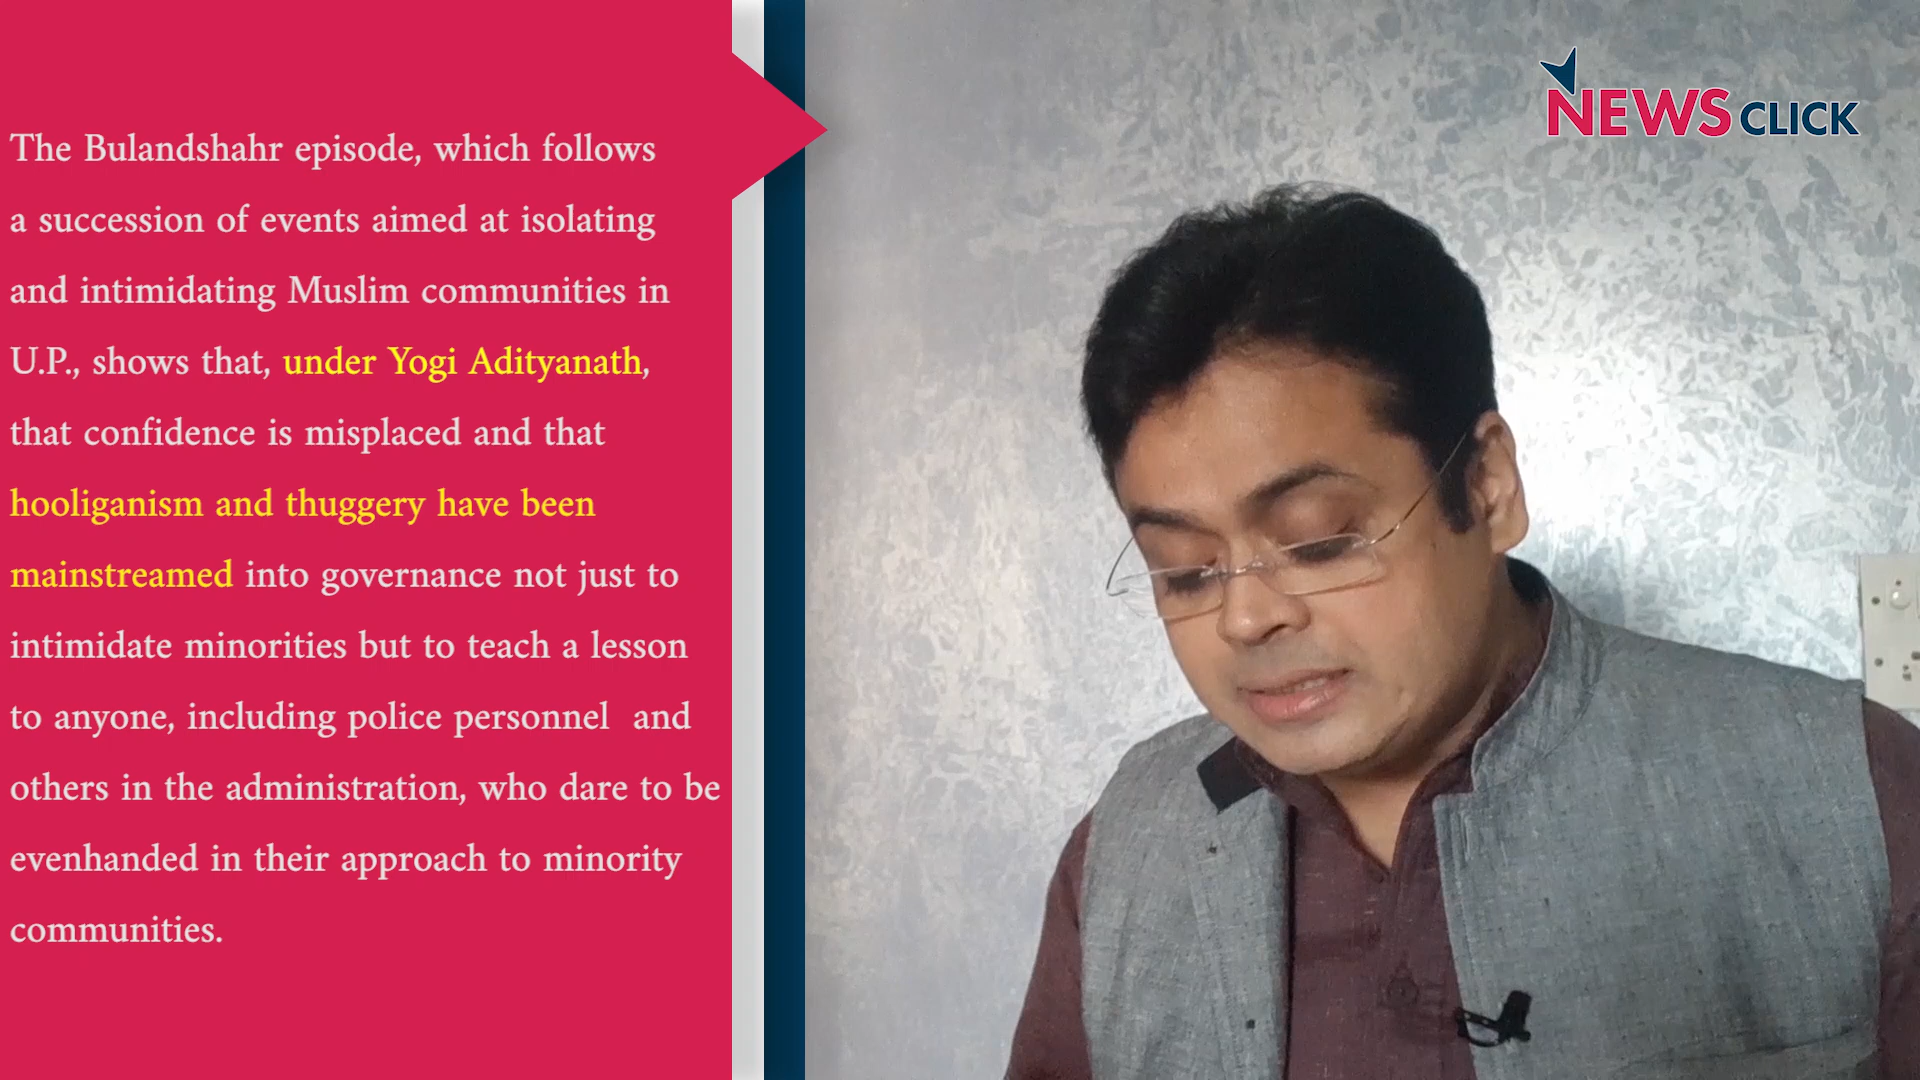 The Bulandshahr episode, which follows
a succession of events aimed at isolating
and intimidating Muslim communities in
U.P., shows that, under Yogi Adityanath,
that confidence is misplaced and that
hooliganism and thuggery have been
mainstreamed into governance not just to
intimidate minorities but to teach a lesson
to anyone, including police personnel  and
others in the administration, who dare to be
evenhanded in their approach to minority
communities.
NEWS CLICK